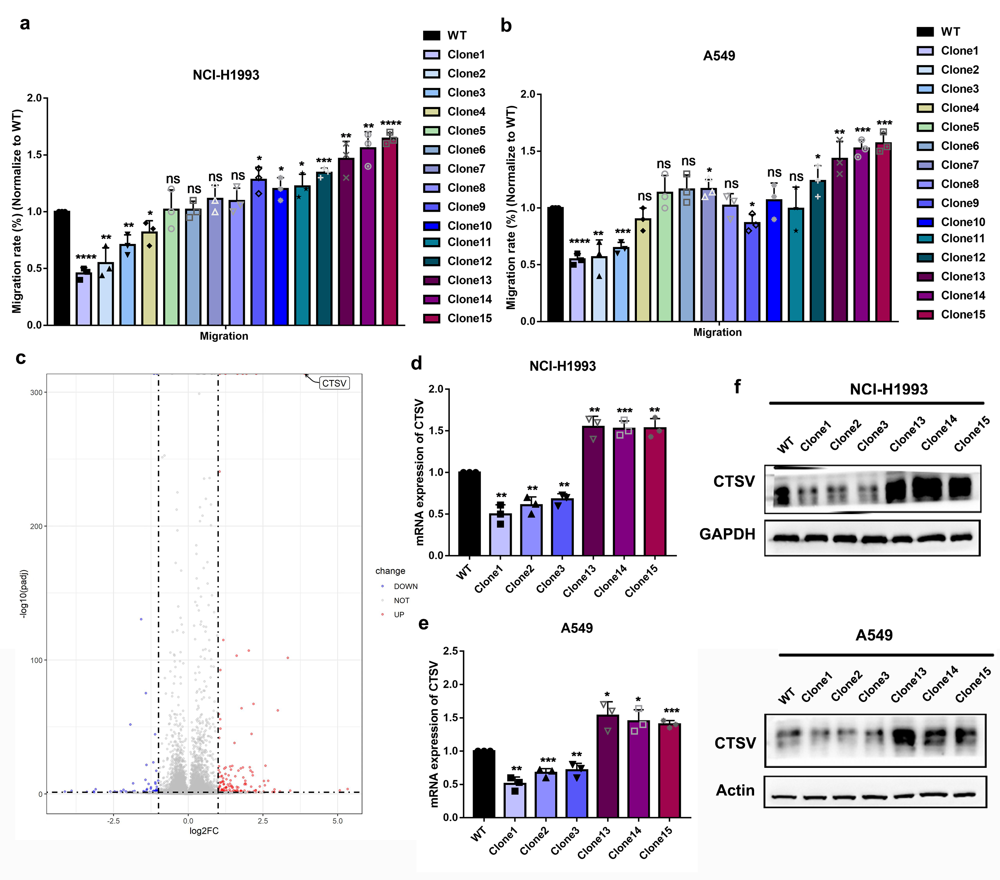 a
NCI-H1993
Migration rate (%) (Normalize to WT)
2.0
1.5
1.0
0.5
0.0
****
**
**
*
ns
ns
ns
ns
*
*
*
***
**
**
****
Migration
WT
Clone1
Clone2
Clone3
Clone4
Clone5
Clone6
Clone7
Clone8
Clone9
Clone10
Clone11
Clone12
Clone13
Clone14
Clone15
b
A549
Migration rate (%) (Normalize to WT)
2.0
1.5
1.0
0.5
0.0
****
**
***
ns
ns
ns
*
ns
*
ns
ns
*
**
***
***
Migration
WT
Clone1
Clone2
Clone3
Clone4
Clone5
Clone6
Clone7
Clone8
Clone9
Clone10
Clone11
Clone12
Clone13
Clone14
Clone15
c
CTSV
-log10(padj)
300
200
100
0
-2.5
0.0
2.5
5.0
log2FC
change
DOWN
NOT
UP
d
NCI-H1993
mRNA expression of CTSV
2.0
1.5
1.0
0.5
0.0
**
**
**
**
***
**
WT
Clone1
Clone2
Clone3
Clone13
Clone14
Clone15
e
A549
mRNA expression of CTSV
2.5
2.0
1.5
1.0
0.5
0.0
**
***
**
*
*
***
WT
Clone1
Clone2
Clone3
Clone13
Clone14
Clone15
f
NCI-H1993
WT
Clone1
Clone2
Clone3
Clone13
Clone14
Clone15
CTSV
GAPDH
A549
WT
Clone1
Clone2
Clone3
Clone13
Clone14
Clone15
CTSV
Actin